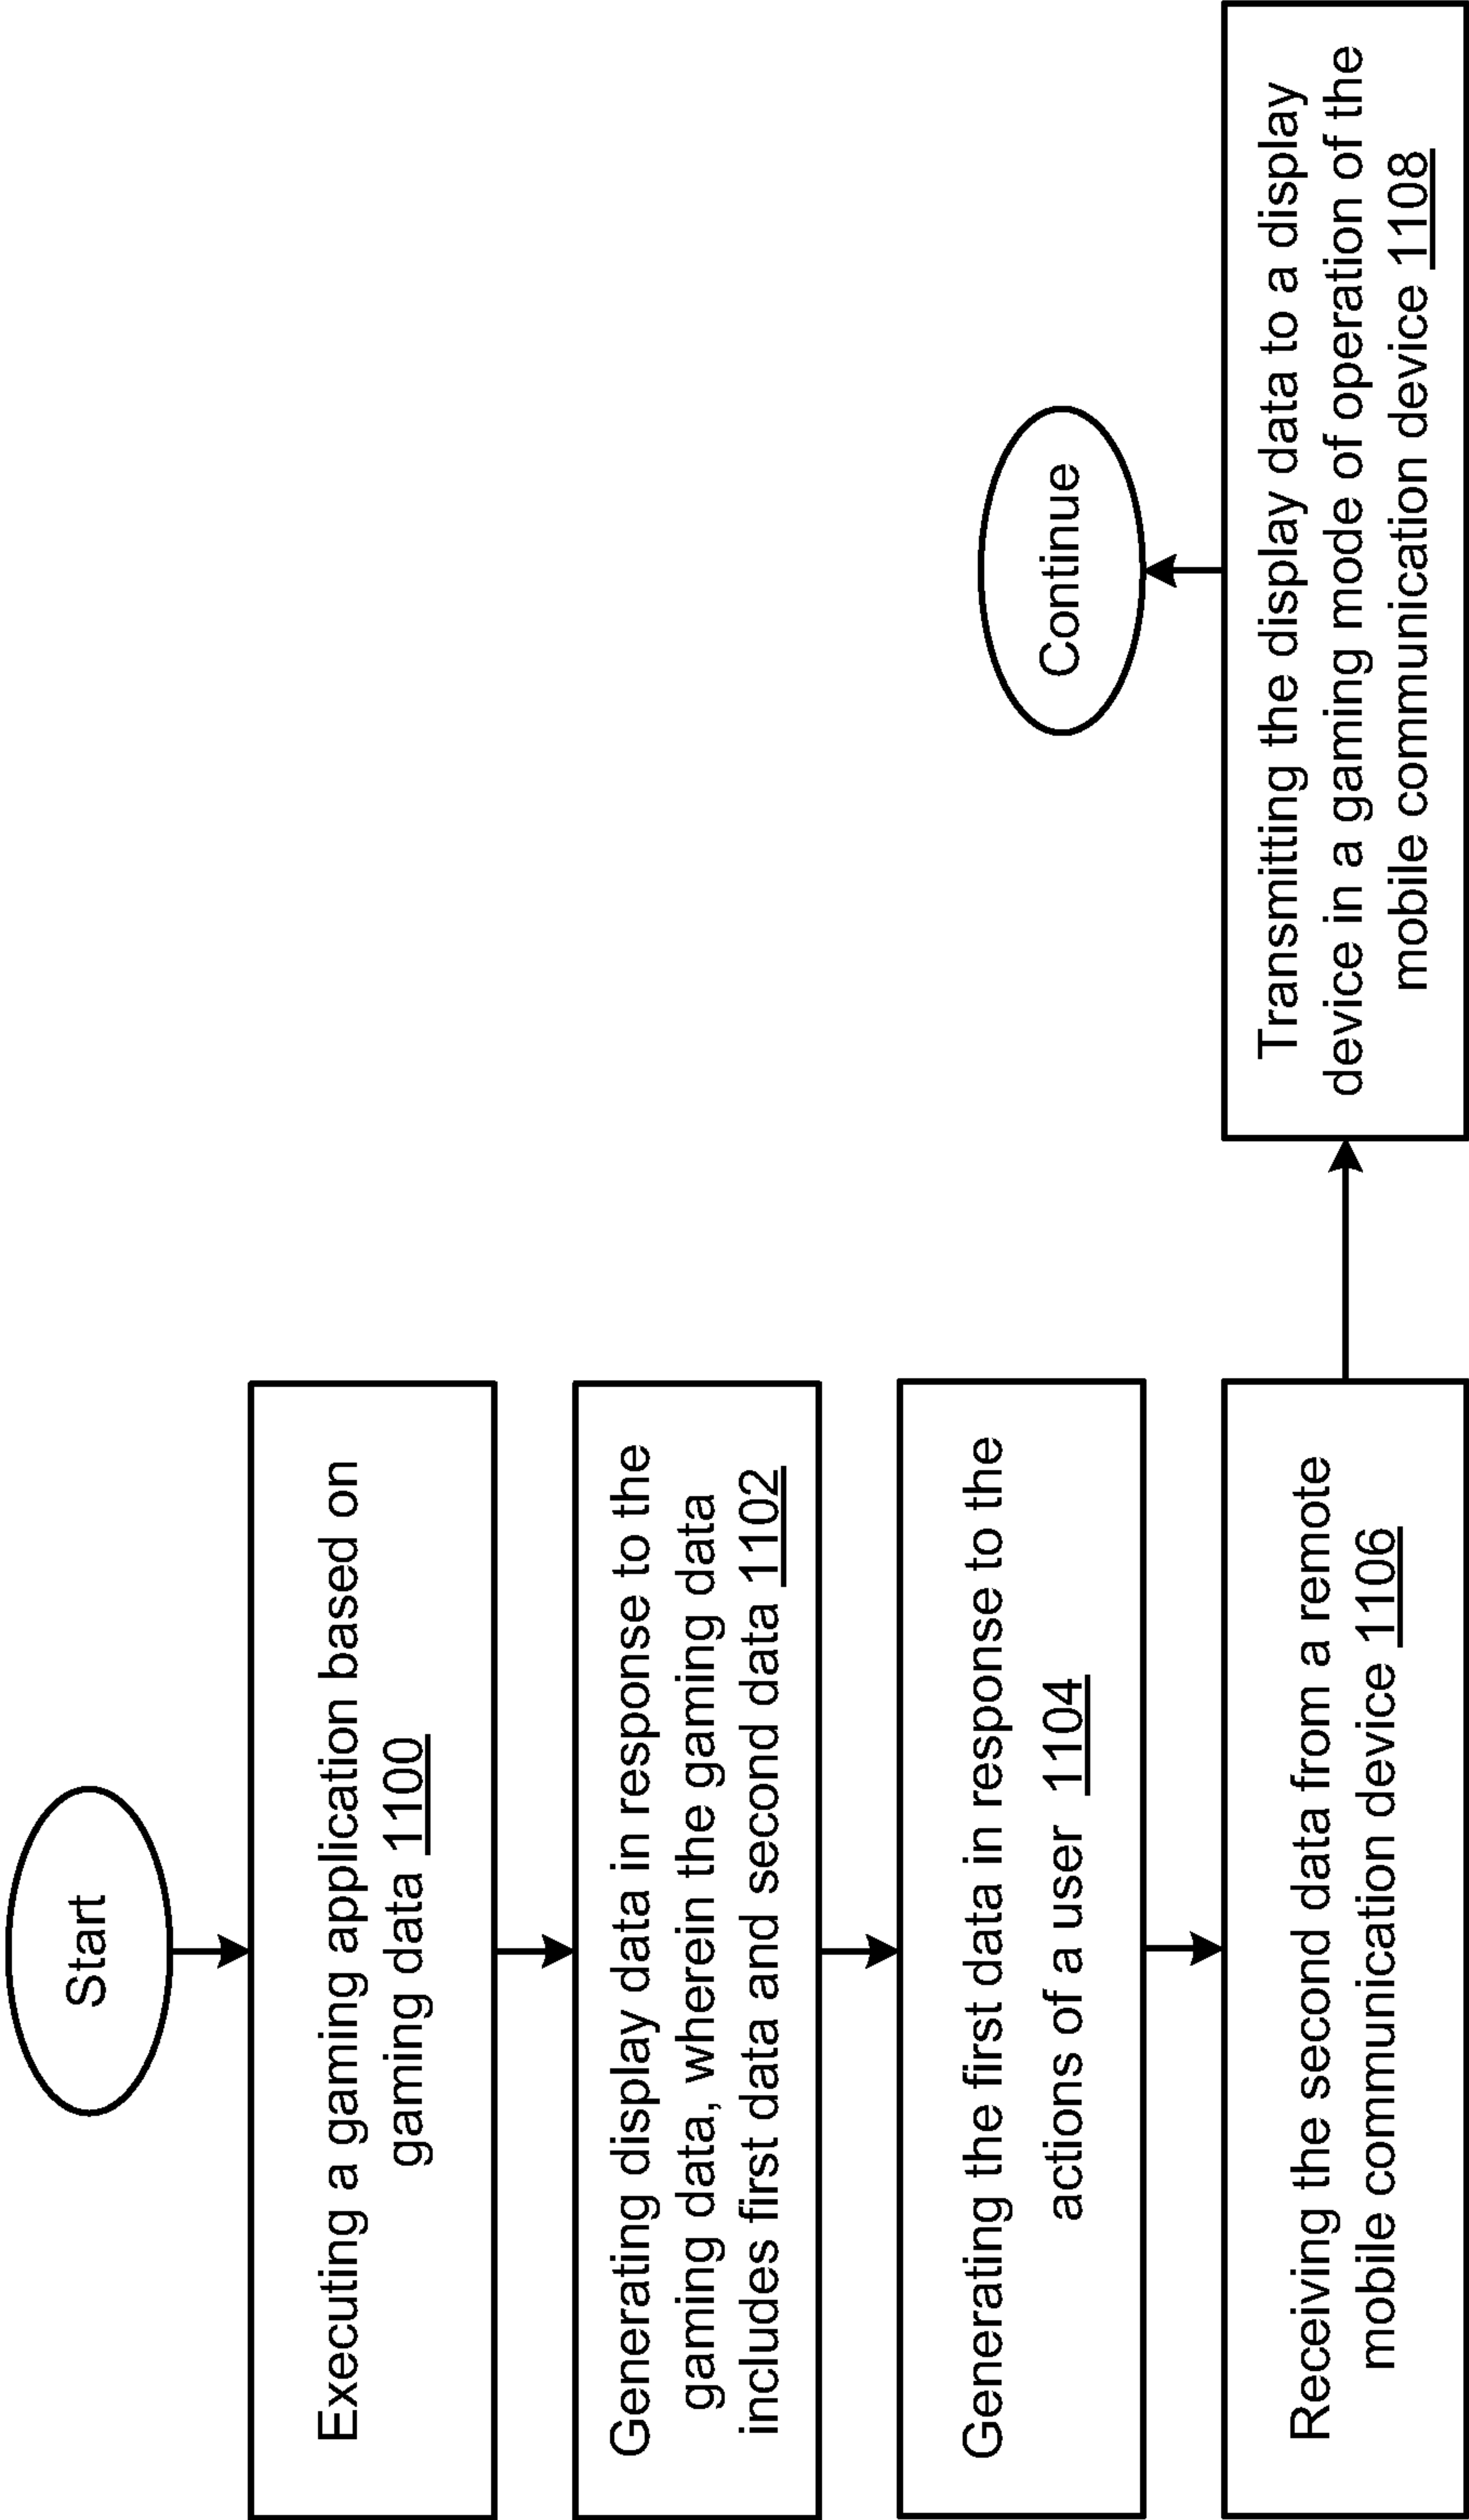 Start
Executing a gaming application based on
gaming data 1100
Generating display data in response to the
gaming data, wherein the gaming data
includes first data and second data 1102
Generating the first data in response to the
actions of a user 1104
Receiving the second data from a remote
mobile communication device 1106
Transmitting the display data to a display
device in a gaming mode of operation of the
mobile communication device 1108
Continue